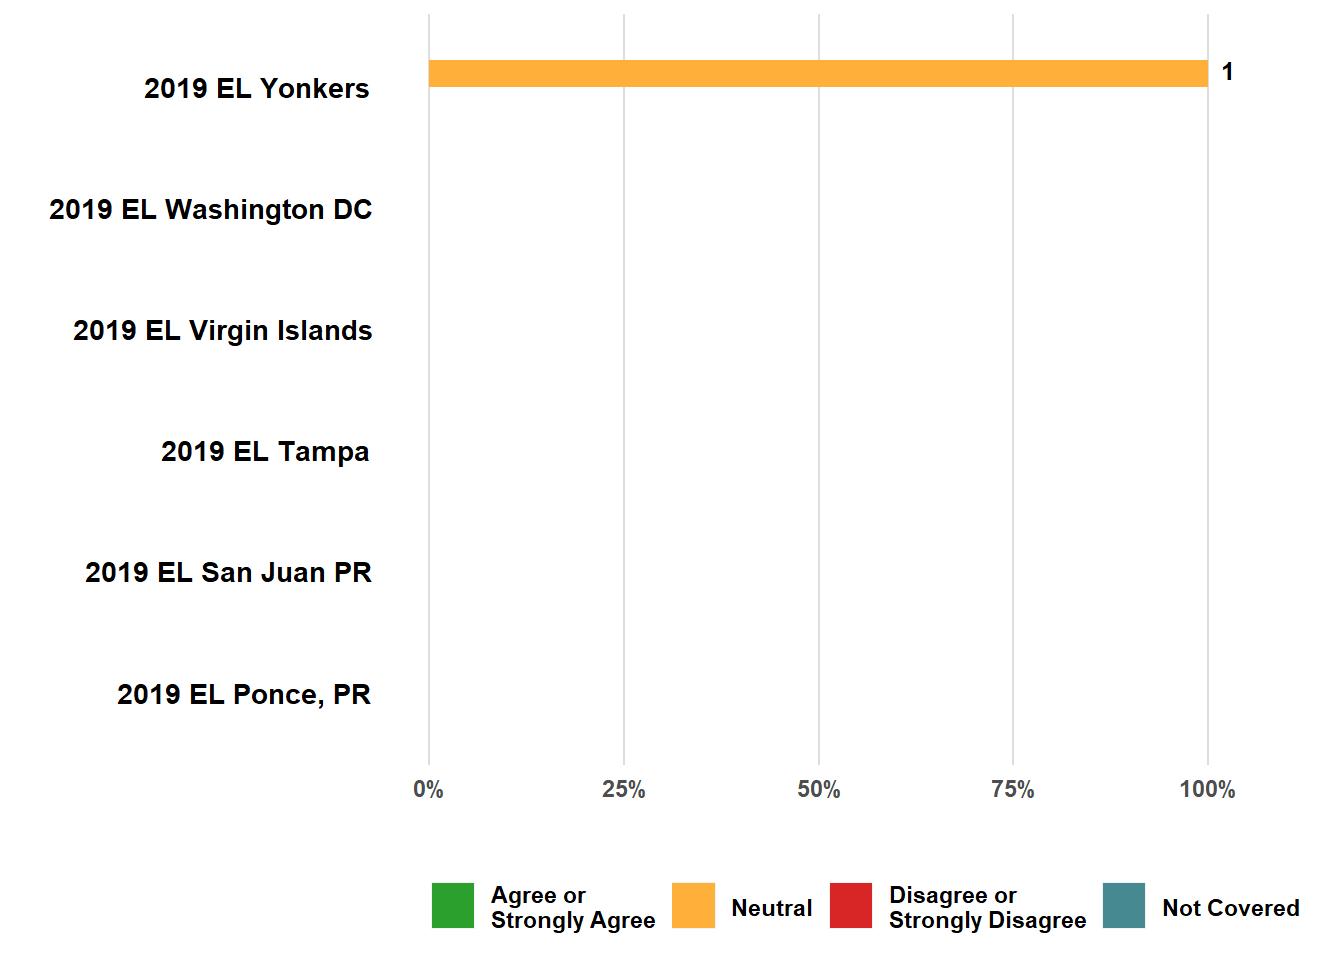 2019 EL Yonkers
1
2019 EL Washington DC
2019 EL Virgin Islands
2019 EL Tampa
2019 EL San Juan PR
2019 EL Ponce, PR
0% 25% 50% 75% 100%
Agree or
Strongly Agree
Neutral
Disagree or
Strongly Disagree
Not Covered